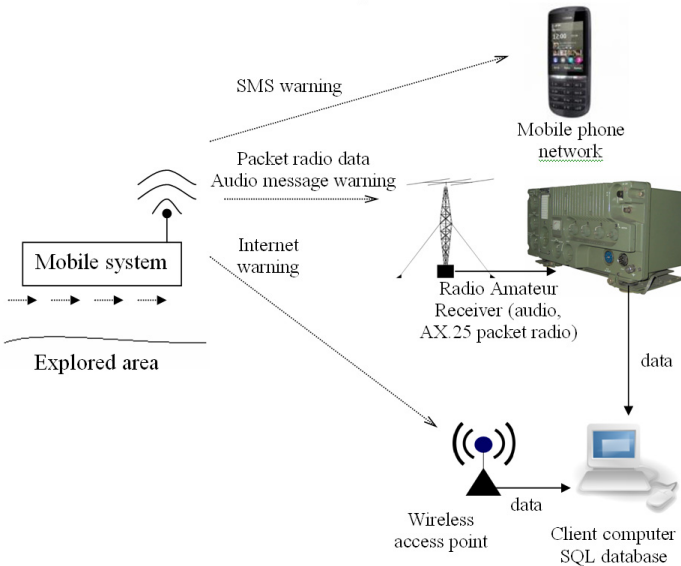 SMS warning
Mobile phone
network
Packet radio data
Audio message warning
Internet
warning
Mobile system
Explored area
Radio Amateur
Receiver (audio,
AX.25 packet radio)
data
data
Wireless
access point
Client computer
SQL database